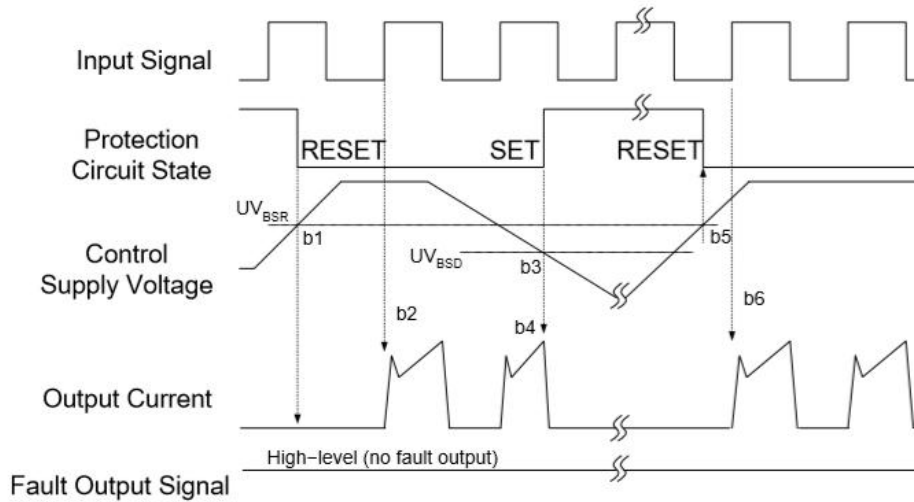 Input Signal
Protection
Circuit State
RESET
SET
RESET
UV_BSR
b1
UV_BSD
b3
b5
Control
Supply Voltage
b2
b4
b6
Output Current
High-level (no fault output)
Fault Output Signal